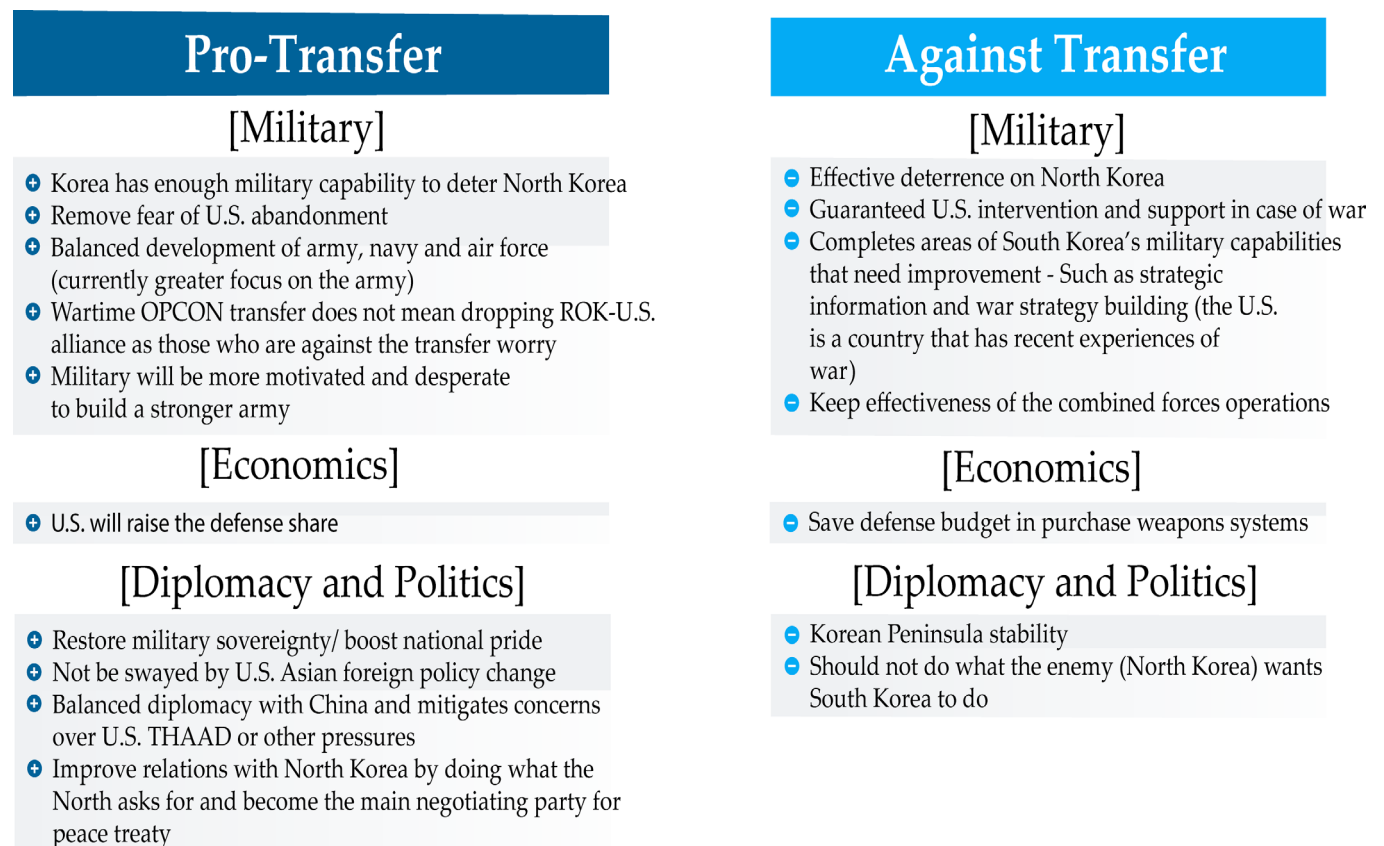 Pro-Transfer
[Military]
Korea has enough military capability to deter North Korea
Remove fear of U.S. abandonment
Balanced development of army, navy and air force
(currently greater focus on the army)
Wartime OPCON transfer does not mean dropping ROK-U.S.
alliance as those who are against the transfer worry
Military will be more motivated and desperate
to build a stronger army
[Economics]
U.S. will raise the defense share
[Diplomacy and Politics]
Restore military sovereignty/ boost national pride
Not be swayed by U.S. Asian foreign policy change
Balanced diplomacy with China and mitigates concerns
over U.S. THAAD or other pressures
Improve relations with North Korea by doing what the
North asks for and become the main negotiating party for
peace treaty
Against Transfer
[Military]
Effective deterrence on North Korea
Guaranteed U.S. intervention and support in case of war
Completes areas of South Korea's military capabilities
that need improvement - Such as strategic
information and war strategy building (the U.S.
is a country that has recent experiences of
war)
Keep effectiveness of the combined forces operations
[Economics]
Save defense budget in purchase weapons systems
[Diplomacy and Politics]
Korean Peninsula stability
Should not do what the enemy (North Korea) wants
South Korea to do